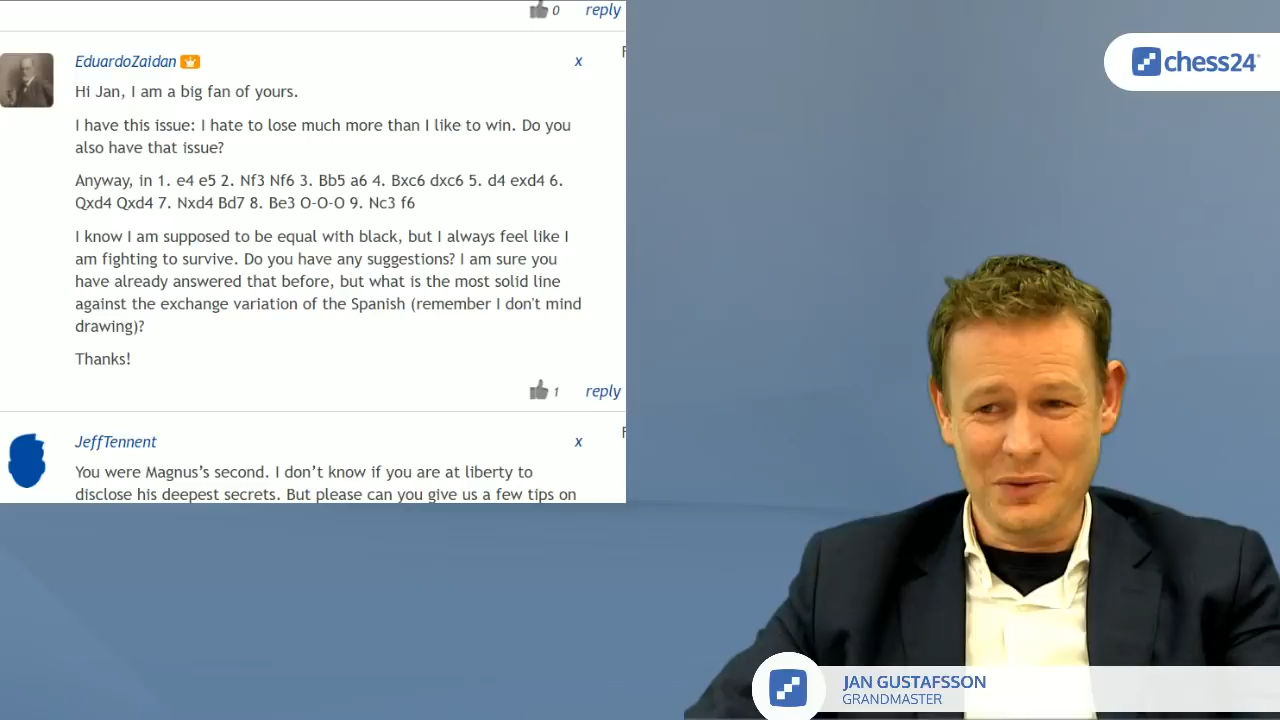 0 reply
EduardoZaidan
x
F
Hi Jan, I am a big fan of yours.
I have this issue: I hate to lose much more than I like to win. Do you
also have that issue?
Anyway, in 1. e4 e5 2. Nf3 Nf6 3. Bb5 a6 4. Bxc6 dxc6 5. d4 exd4 6.
Qxd4 Qxd4 7. Nxd4 Bd7 8. Be3 O-O-O 9. Nc3 f6
I know I am supposed to be equal with black, but I always feel like I
am fighting to survive. Do you have any suggestions? I am sure you
have already answered that before, but what is the most solid line
against the exchange variation of the Spanish (remember I don't mind
drawing)?
Thanks!
1 reply
JeffTennent
x
F
You were Magnus’s second. I don’t know if you are at liberty to
disclose his deepest secrets. But please can you give us a few tips on
chess24
JAN GUSTAFSSON
GRANDMASTER